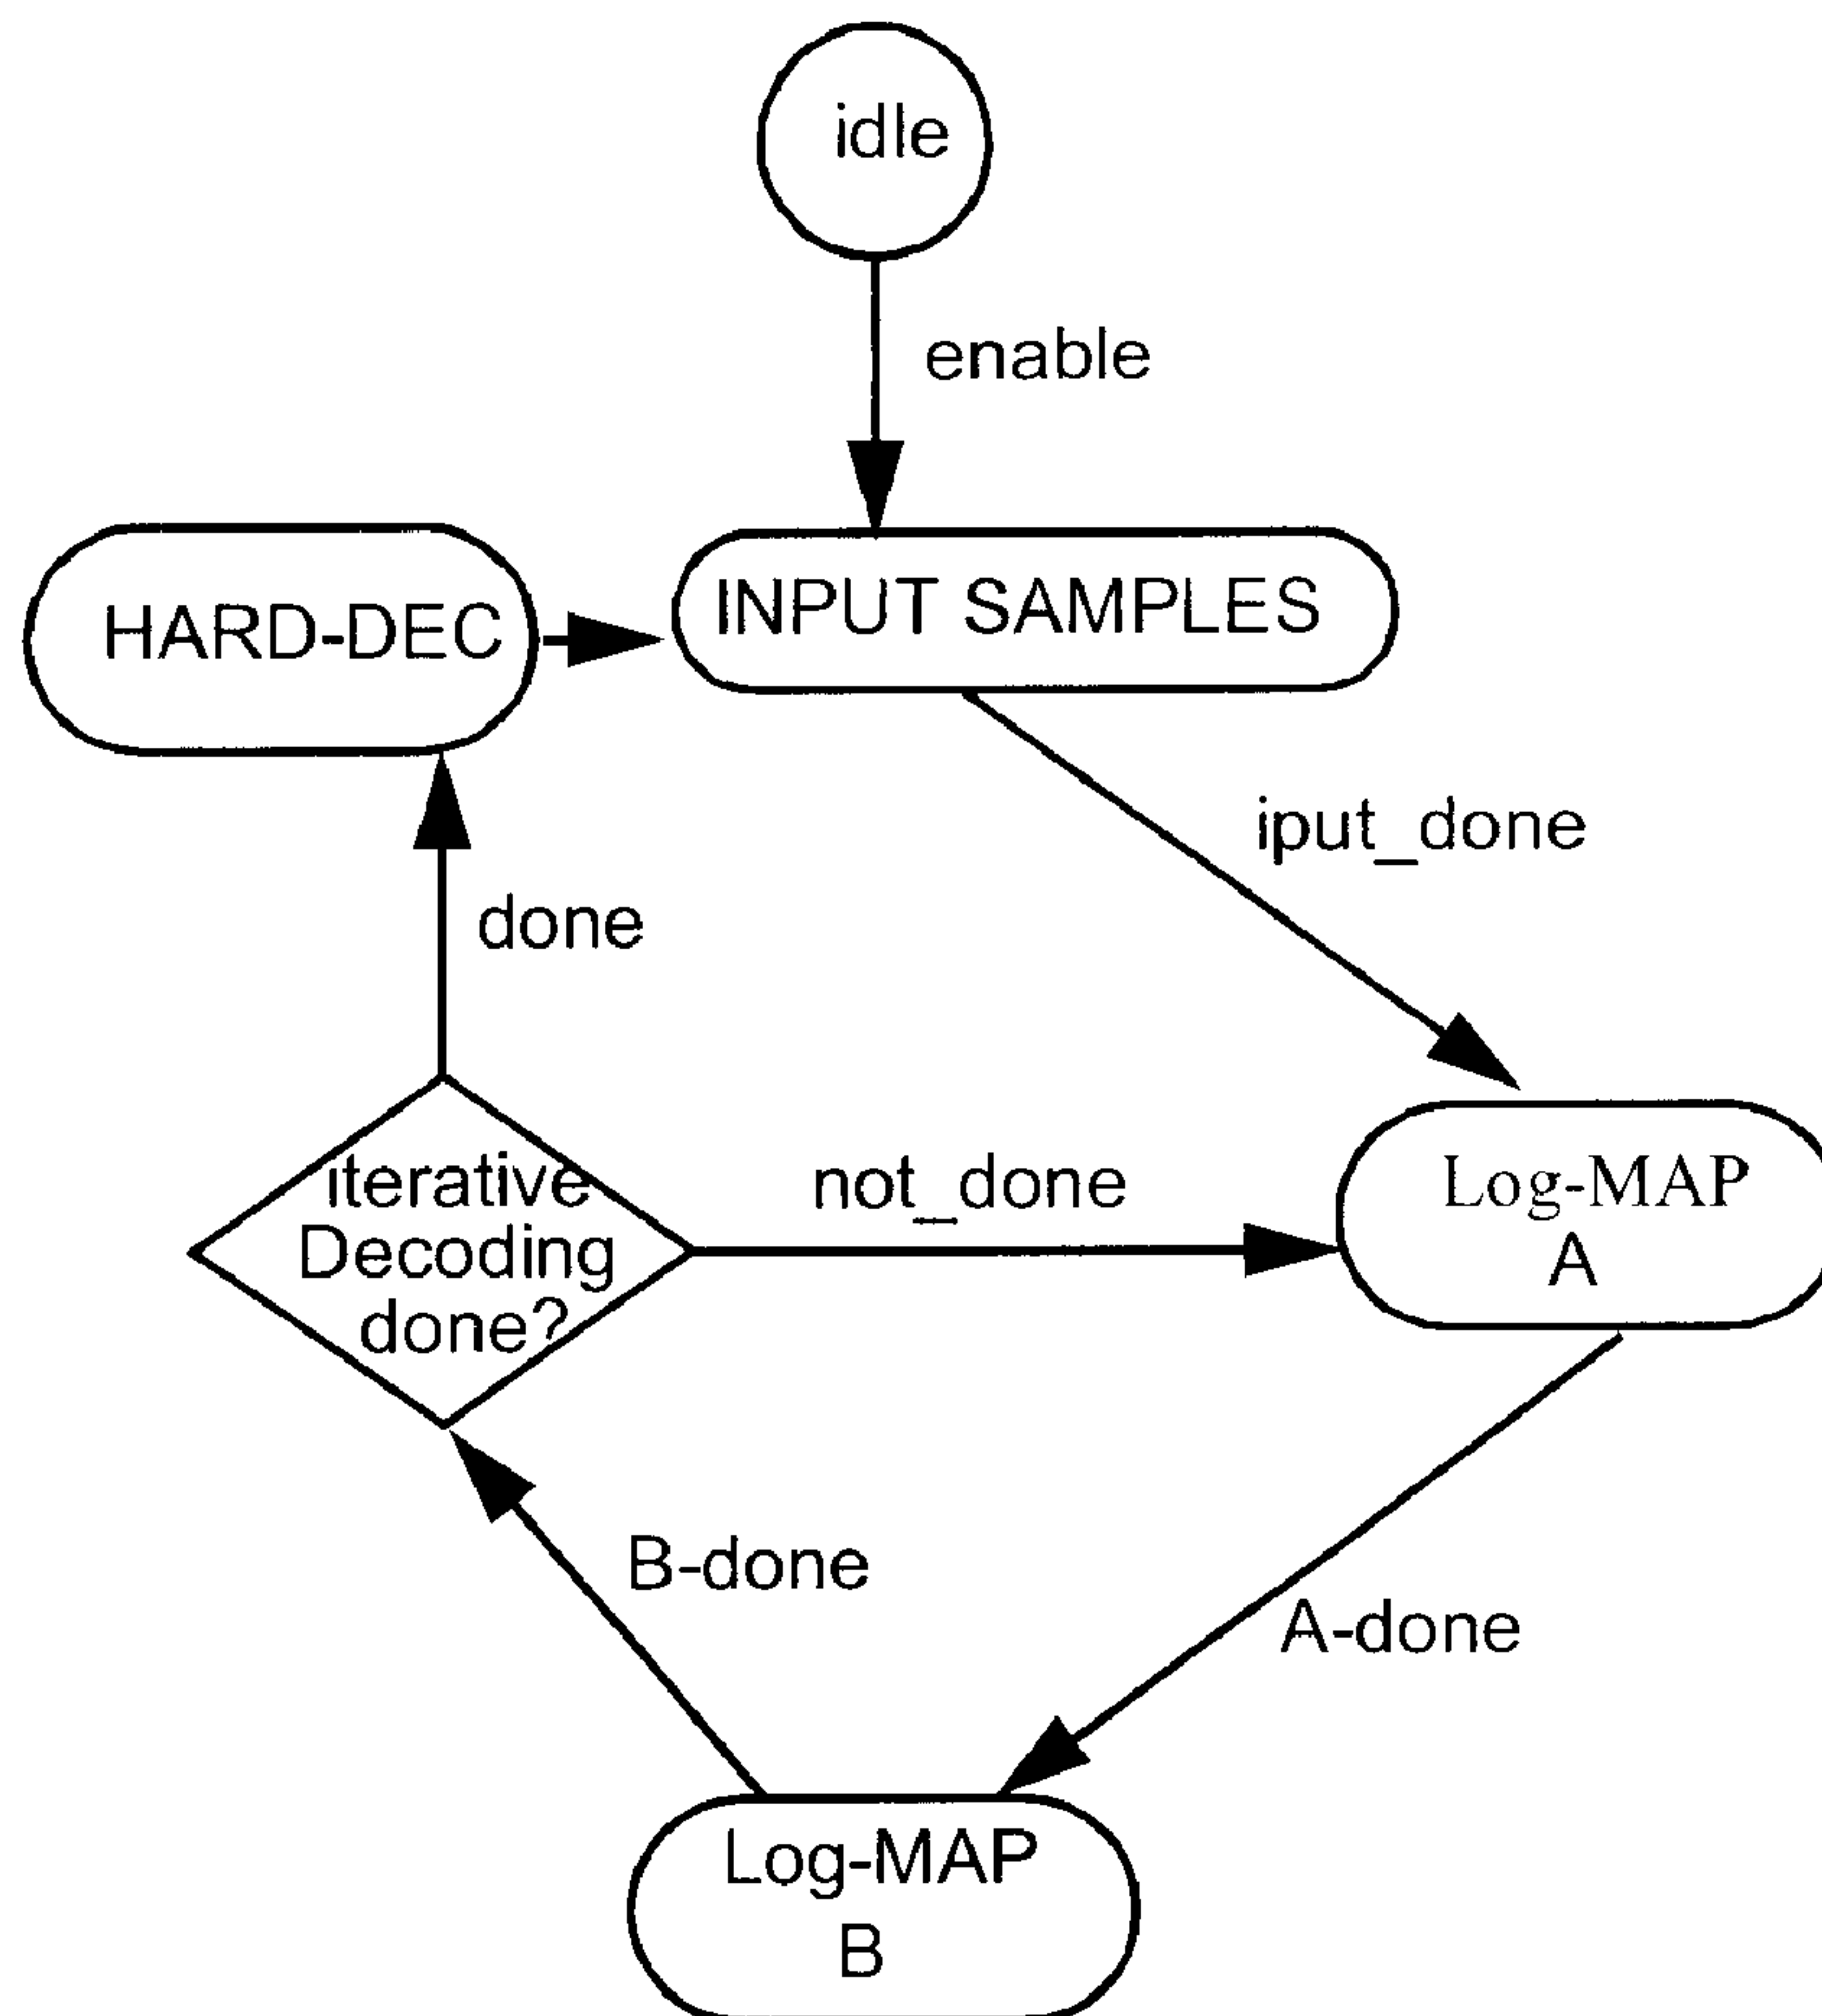 idle
enable
HARD-DEC
INPUT SAMPLES
iput_done
done
iterative
Decoding
done?
not_done
Log-MAP
A
B-done
A-done
Log-MAP
B